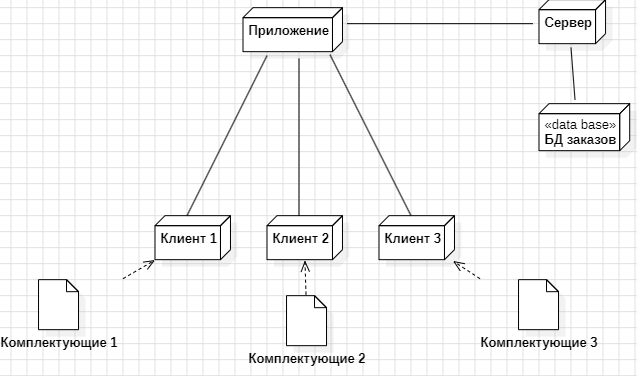 Приложение
Сервер
«data base»
БД заказов
Клиент 1
Клиент 2
Клиент 3
Комплектующие 1
Комплектующие 2
Комплектующие 3